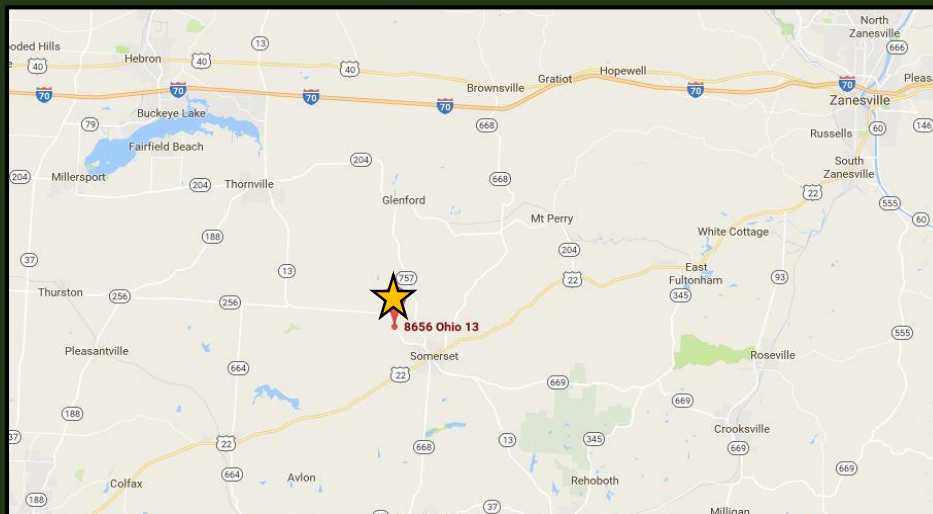 North
Zanesville
ooded Hills
13
666
Hebron
40
40
40
Hopewell
Gratiot
Pleas
70
70
Brownsville
70
70
70
Zanesville
Buckeye Lake
79
668
Russells
60
146
Fairfield Beach
204
204
Millersport
204
Thornville
668
South
Zanesville
22
Glenford
555
Mt Perry
60
188
204
White Cottage
37
13
757
22
East
Fultonham
93
Thurston
256
256
345
8656 Ohio 13
555
Pleasantville
Somerset
Roseville
664
22
669
188
669
Crooksville
37
22
668
13
345
669
664
Avlon
Rehoboth
669
Colfax
188
37
Milligan